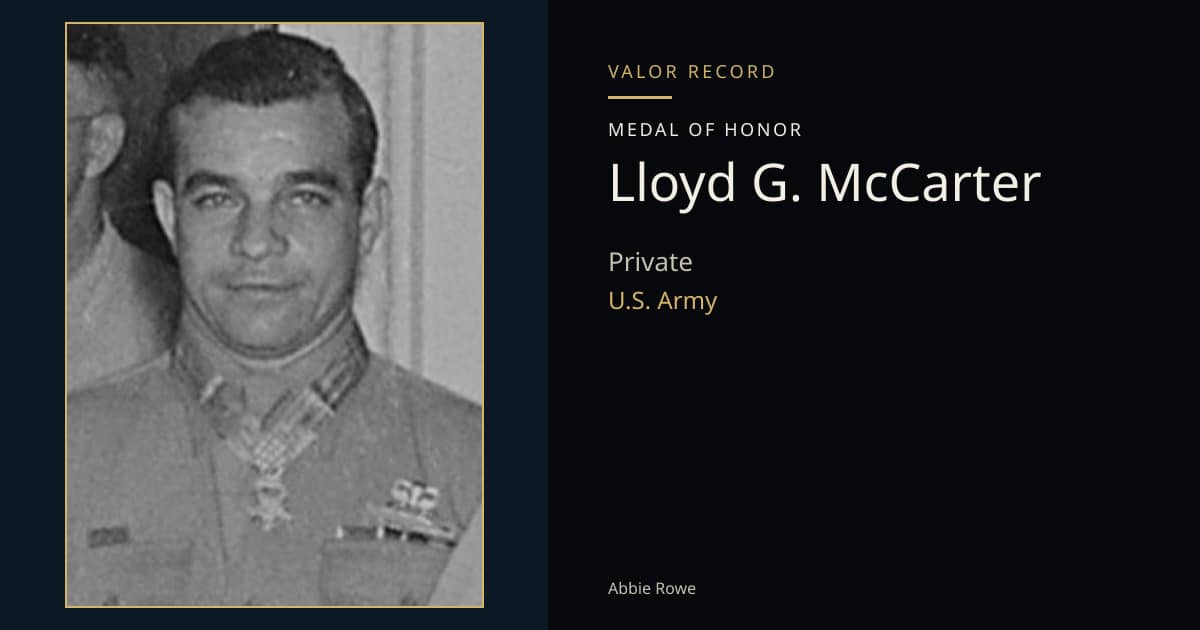 VALOR RECORD
MEDAL OF HONOR
Lloyd G. McCarter
Private
U.S. Army
Abbie Rowe